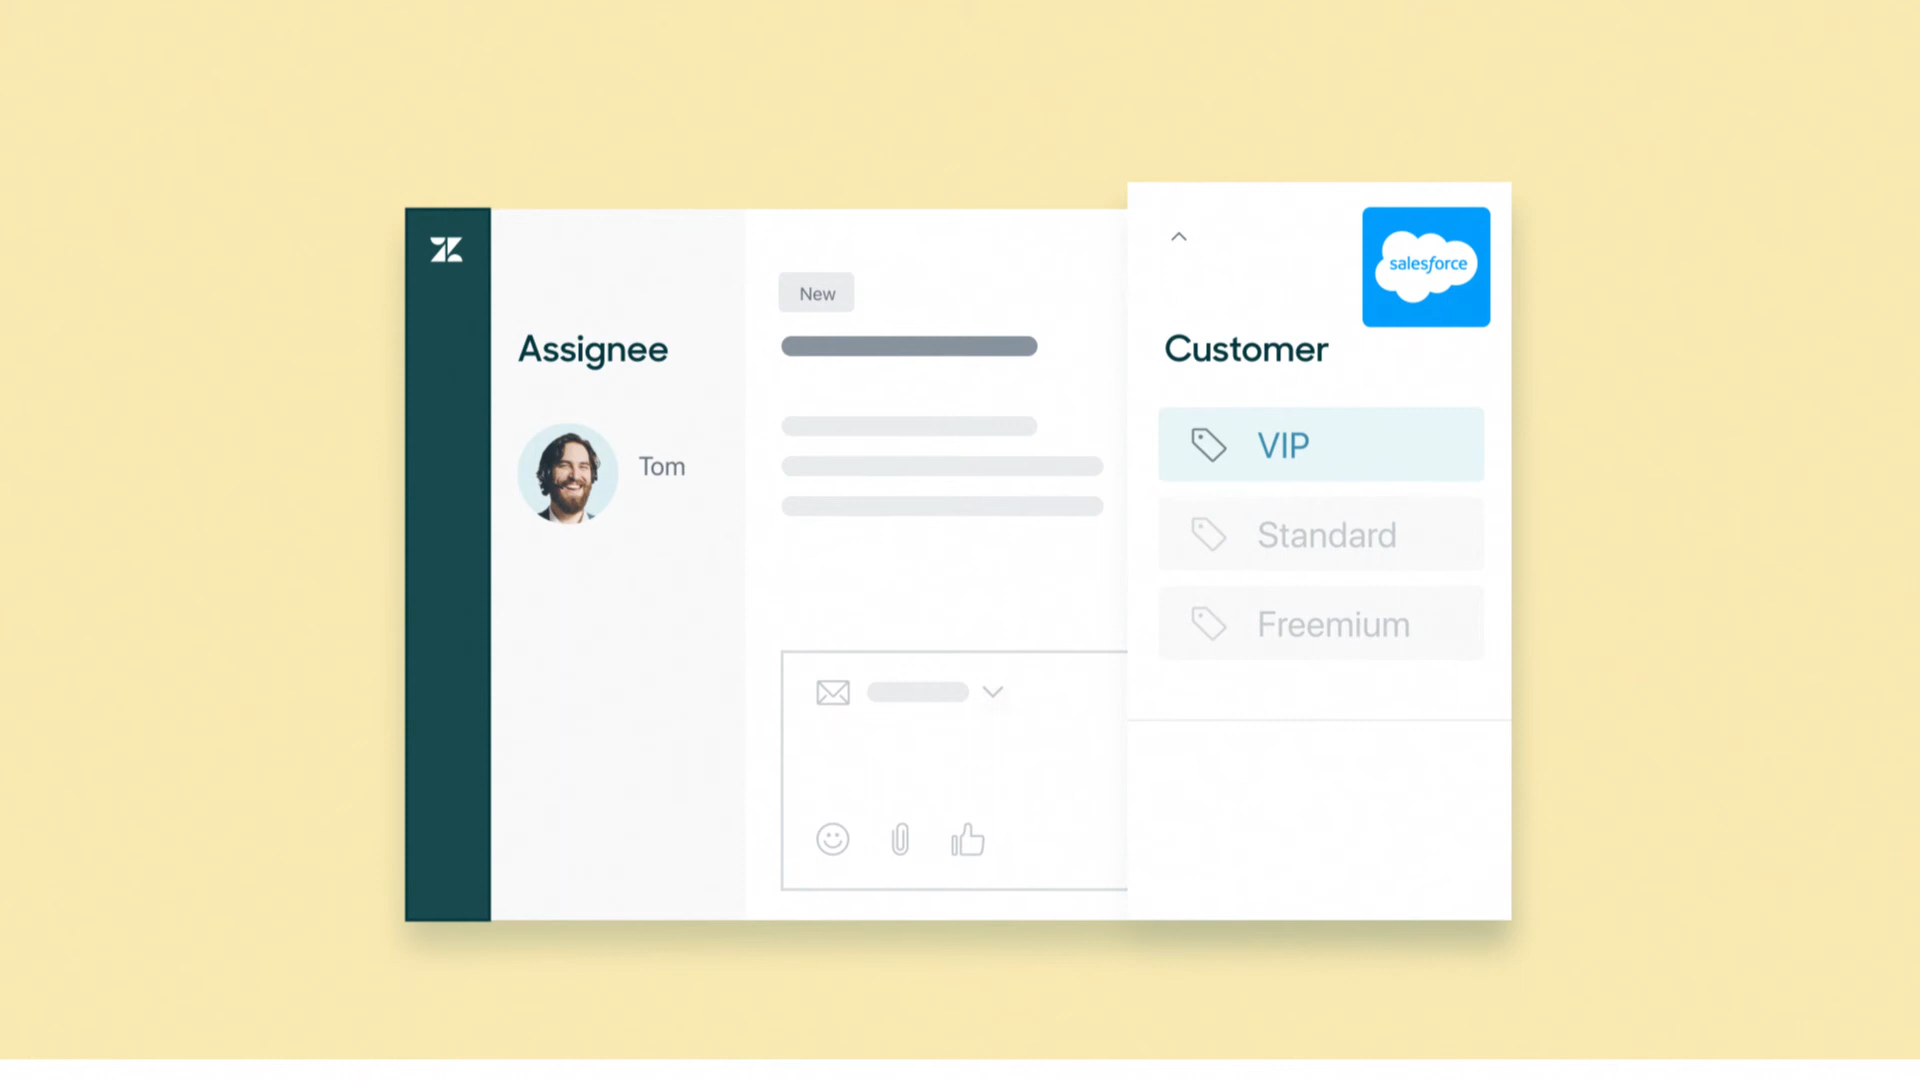 New
Assignee
Tom
salesforce
Customer
VIP
Standard
Freemium